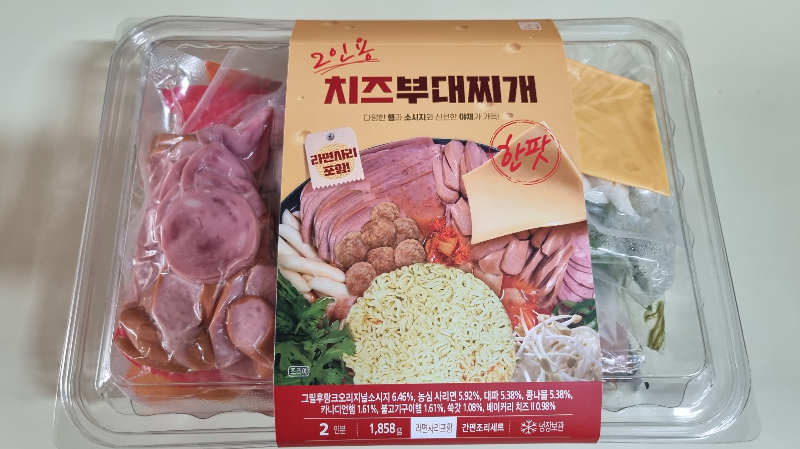 2인용
치즈부대찌개
다양한 햄과 소시지와 신선한 야채가 가득!
라면사리
포함!
한팟
조리예
그릴후랑크오리지널소시지 6.46%, 농심 사리면 5.92%, 대파 5.38%, 콩나물 5.38%,
카나디언햄 1.61%, 불고기구이햄 1.61%, 쑥갓 1.08%, 베이커리 치즈Ⅱ 0.98%
2 인분 1,858g 라면사리포함 간편조리세트 냉장보관